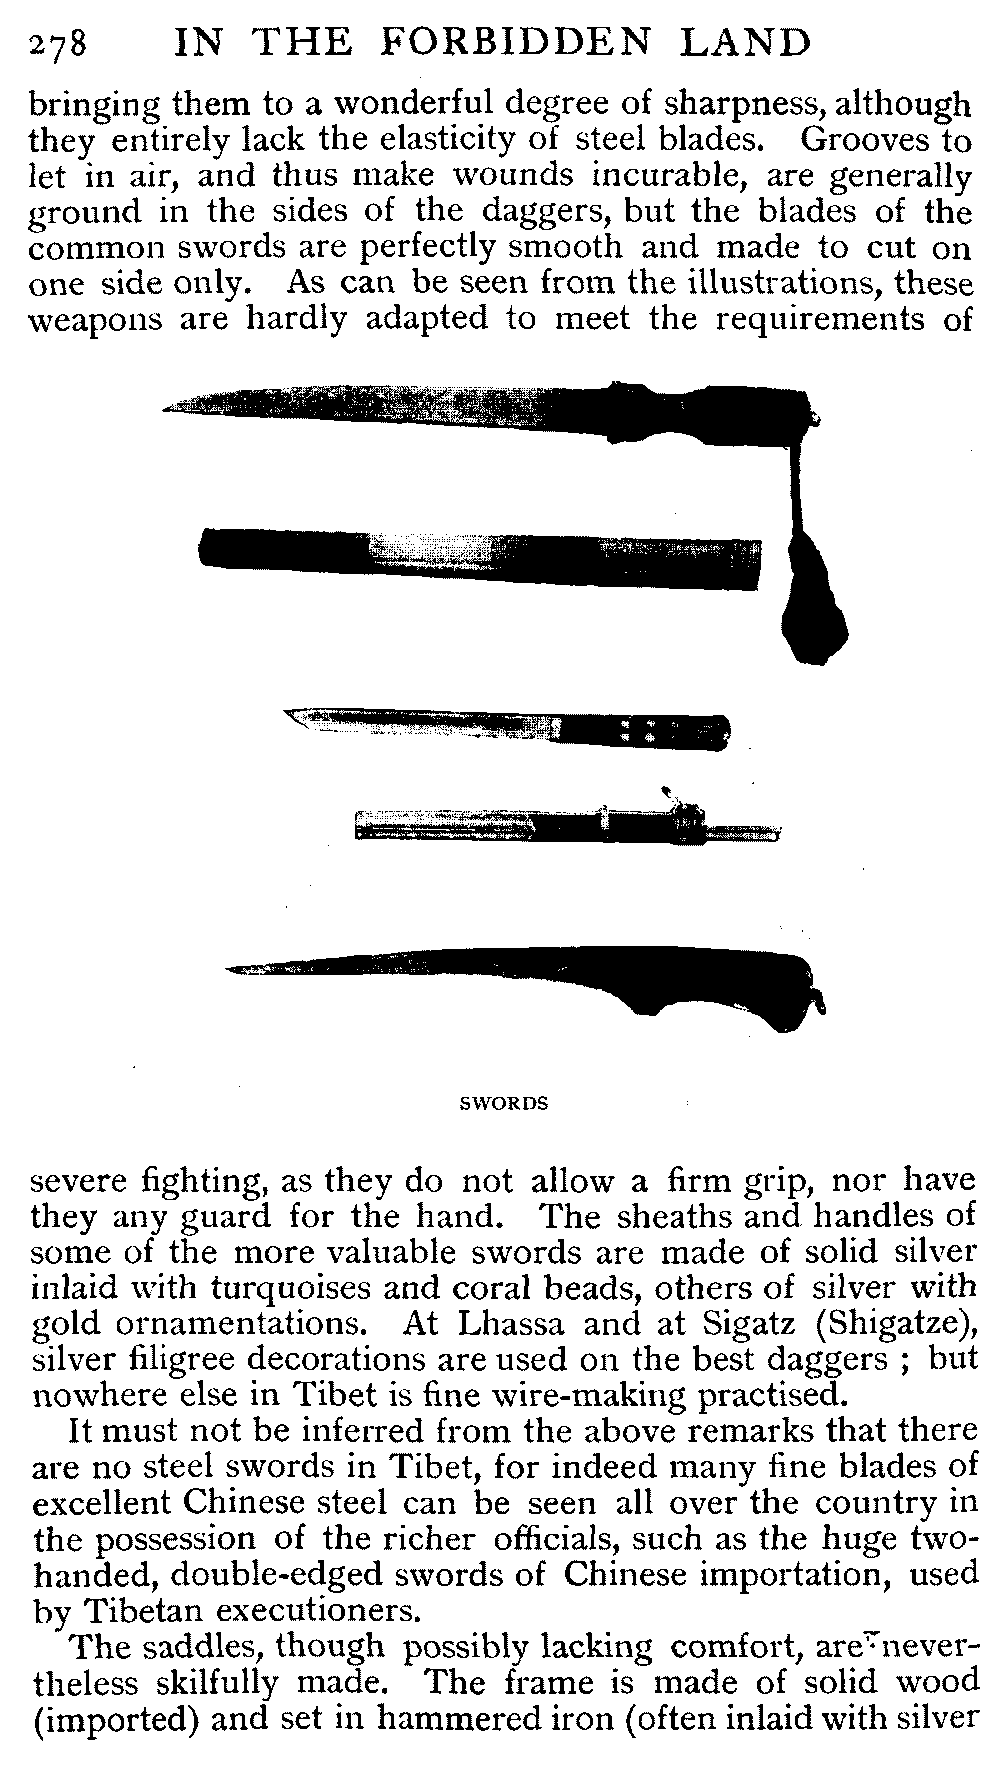 278 IN THE FORBIDDEN LAND
bringing them to a wonderful degree of sharpness, although
they entirely lack the elasticity of steel blades. Grooves to
let in air, and thus make wounds incurable, are generally
ground in the sides of the daggers, but the blades of the
common swords are perfectly smooth and made to cut on
one side only. As can be seen from the illustrations, these
weapons are hardly adapted to meet the requirements of
SWORDS
severe fighting, as they do not allow a firm grip, nor have
they any guard for the hand. The sheaths and handles of
some of the more valuable swords are made of solid silver
inlaid with turquoises and coral beads, others of silver with
gold ornamentations. At Lhassa and at Sigatz (Shigatze),
silver filigree decorations are used on the best daggers ; but
nowhere else in Tibet is fine wire-making practised.
It must not be inferred from the above remarks that there
are no steel swords in Tibet, for indeed many fine blades of
excellent Chinese steel can be seen all over the country in
the possession of the richer officials, such as the huge two-
handed, double-edged swords of Chinese importation, used
by Tibetan executioners.
The saddles, though possibly lacking comfort, are never-
theless skilfully made. The frame is made of solid wood
(imported) and set in hammered iron (often inlaid with silver